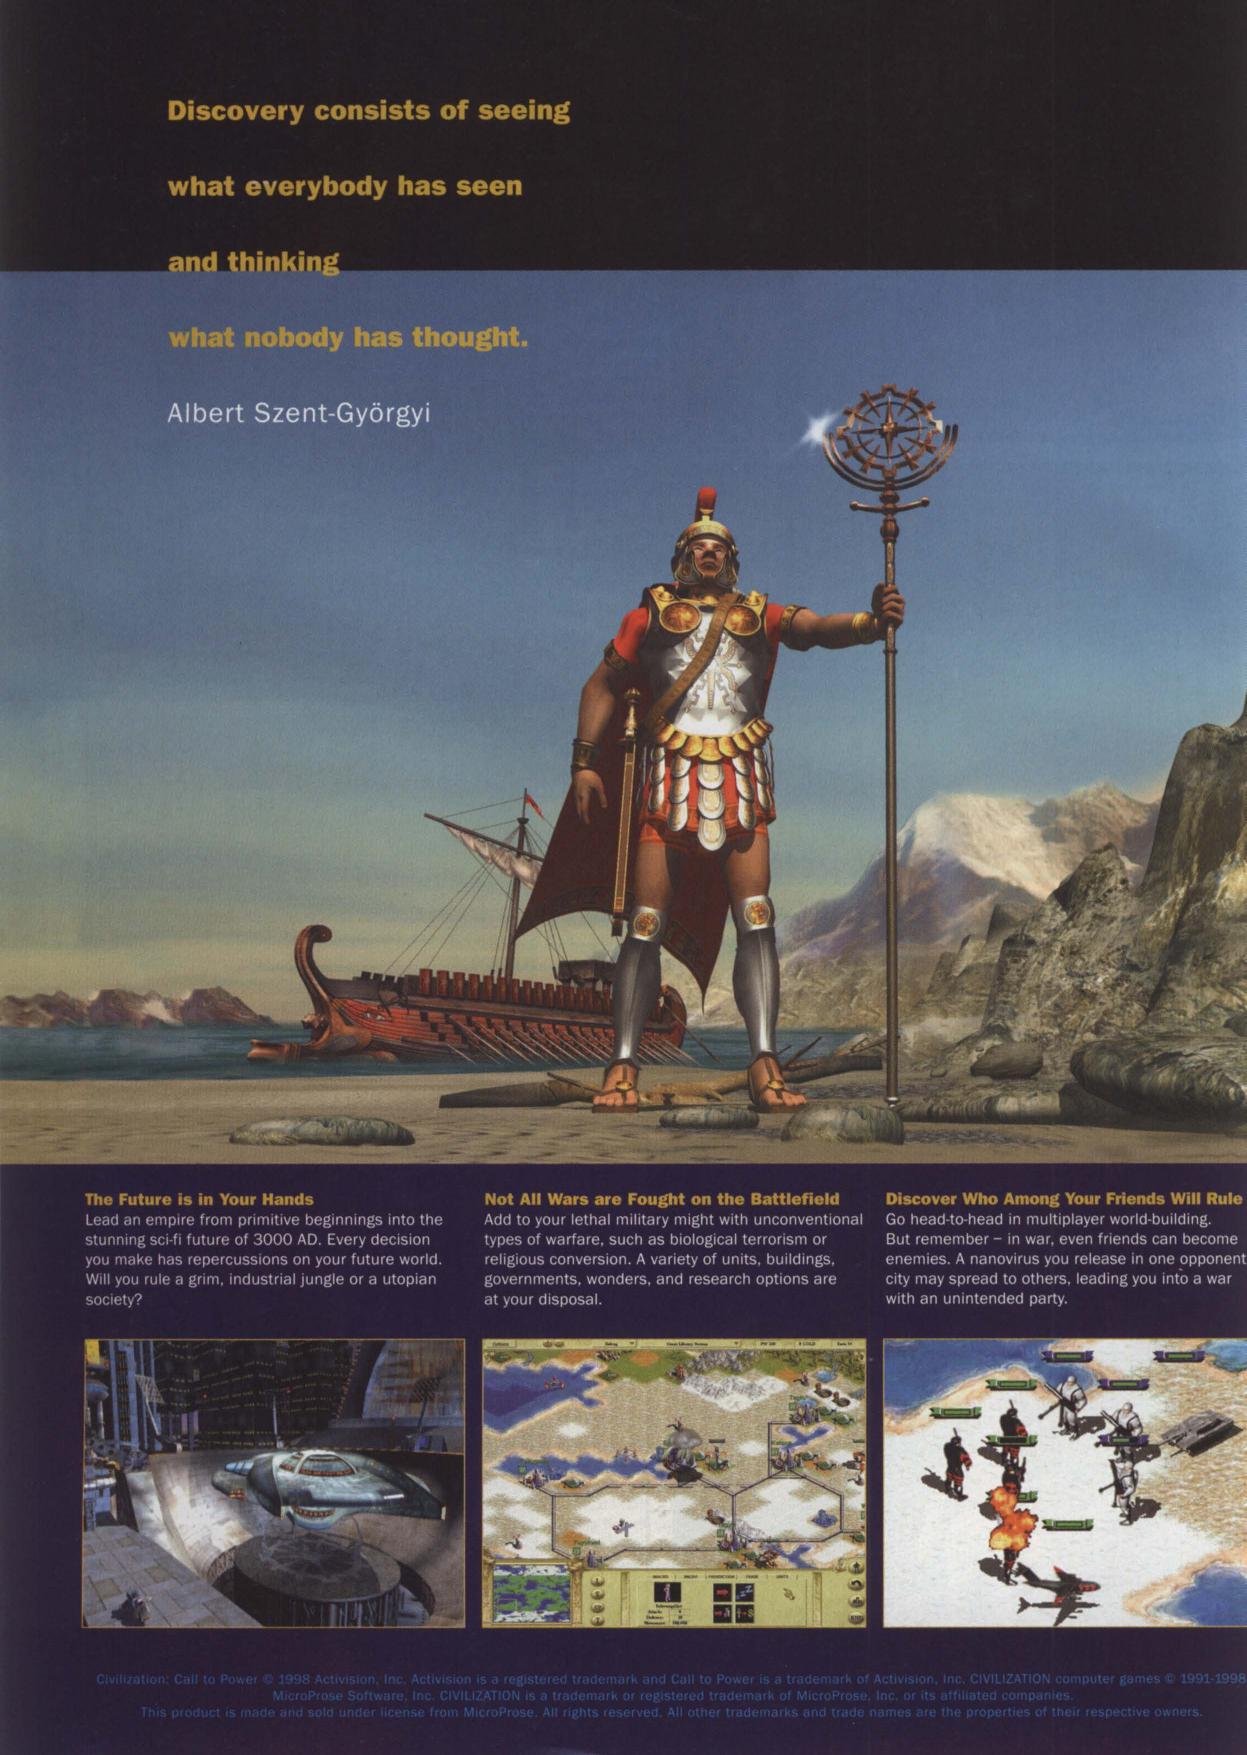 Discovery consists of seeing
what everybody has seen
and thinking
what nobody has thought.
Albert Szent-Györgyi
The Future is in Your Hands
Lead an empire from primitive beginnings into the
stunning sci-fi future of 3000 AD. Every decision
you make has repercussions on your future world.
Will you rule a grim, industrial jungle or a utopian
society?
Not All Wars are Fought on the Battlefield
Add to your lethal military might with unconventional
types of warfare, such as biological terrorism or
religious conversion. A variety of units, buildings,
governments, wonders, and research options are
at your disposal.
Discover Who Among Your Friends Will Rule
Go head-to-head in multiplayer world-building.
But remember – in war, even friends can become
enemies. A nanovirus you release in one opponent
city may spread to others, leading you into a war
with an unintended party.
Civilization: Call to Power © 1998 Activision, Inc. Activision is a registered trademark and Call to Power is a trademark of Activision, Inc. CIVILIZATION computer games © 1991-1998
MicroProse Software, Inc. CIVILIZATION is a trademark or registered trademark of MicroProse, Inc. or its affiliated companies.
This product is made and sold under license from MicroProse. All rights reserved. All other trademarks and trade names are the properties of their respective owners.